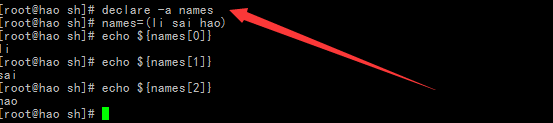 [root@hao sh]# declare -a names
[root@hao sh]# names=(li sai hao)
[root@hao sh]# echo ${names[0]}
li
[root@hao sh]# echo ${names[1]}
sai
[root@hao sh]# echo ${names[2]}
hao
[root@hao sh]#